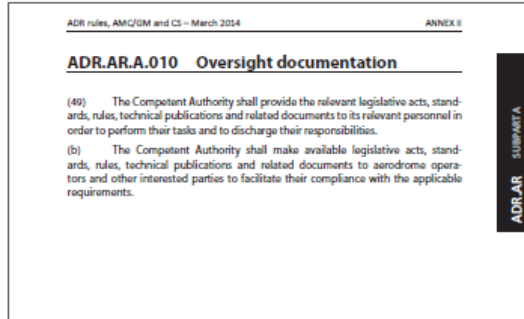 ADR rules, AMC/GM and CS – March 2014 ANNEX II
ADR.AR.A.010 Oversight documentation
(49) The Competent Authority shall provide the relevant legislative acts, stand-
ards, rules, technical publications and related documents to its relevant personnel in
order to perform their tasks and to discharge their responsibilities.
(b) The Competent Authority shall make available legislative acts, stand-
ards, rules, technical publications and related documents to aerodrome opera-
tors and other interested parties to facilitate their compliance with the applicable
requirements.
ADR.AR SUBPART A